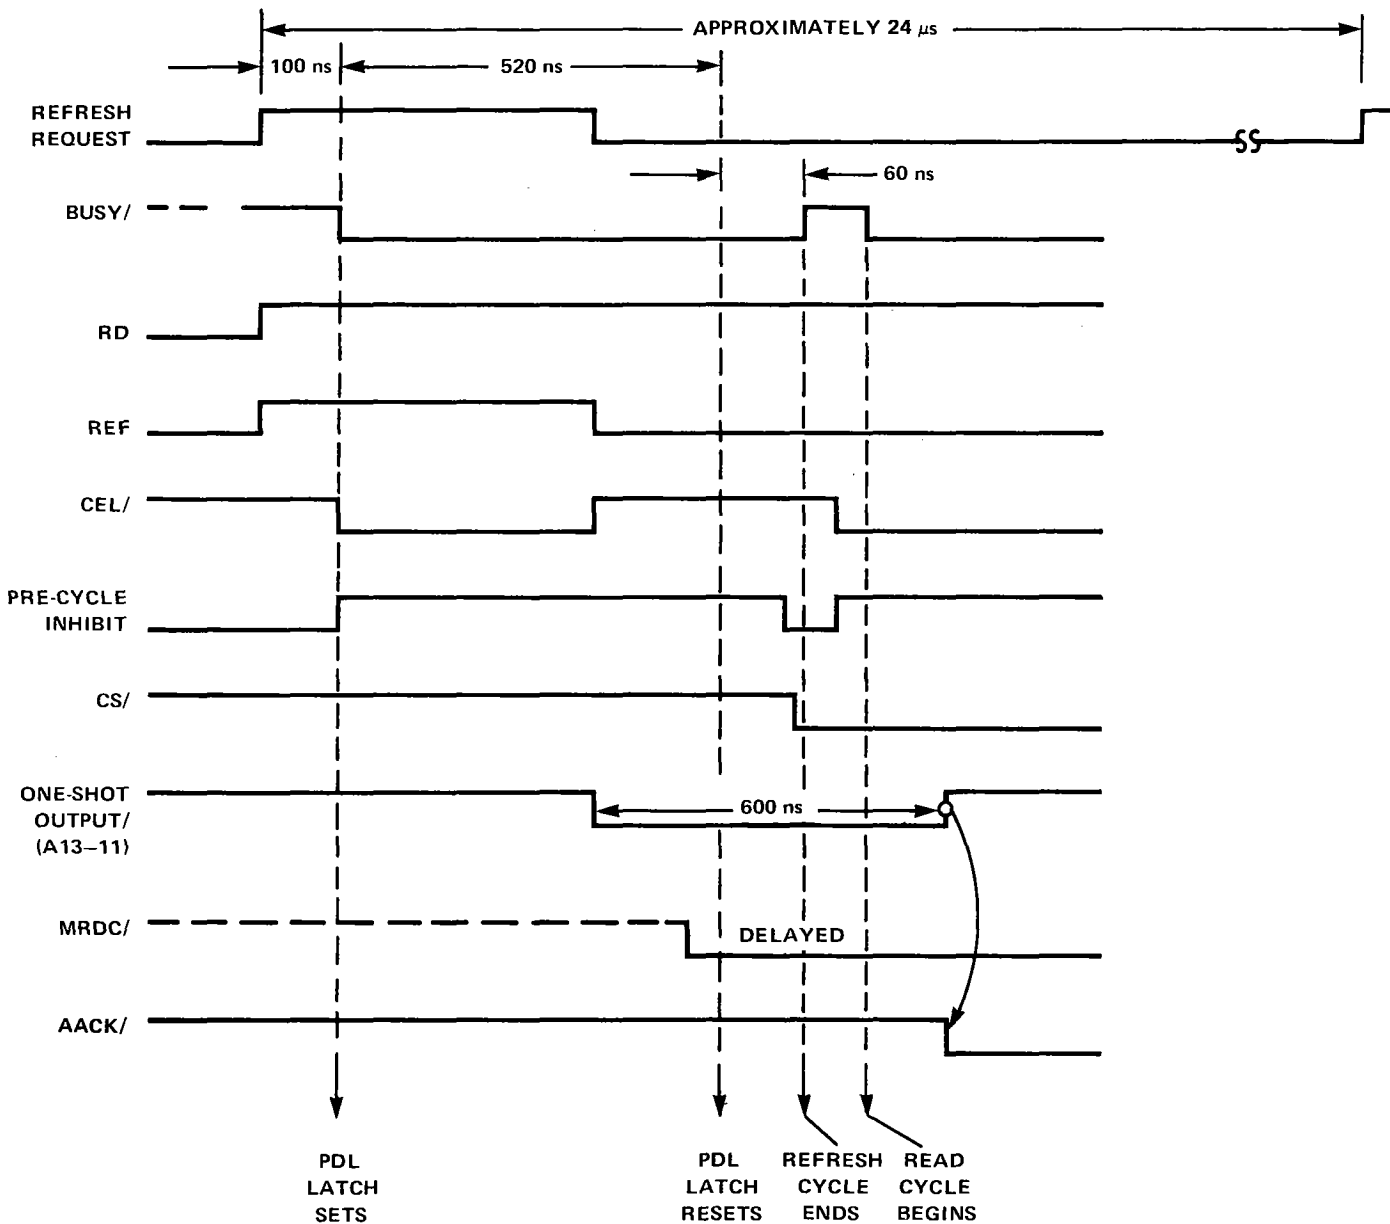 APPROXIMATELY 24 µs
100 ns
520 ns
REFRESH
REQUEST
60 ns
BUSY/
RD
REF
CEL/
PRE-CYCLE
INHIBIT
CS/
ONE-SHOT
OUTPUT/
(A13–11)
600 ns
MRDC/
DELAYED
AACK/
PDL
LATCH
SETS
PDL
LATCH
RESETS
REFRESH
CYCLE
ENDS
READ
CYCLE
BEGINS